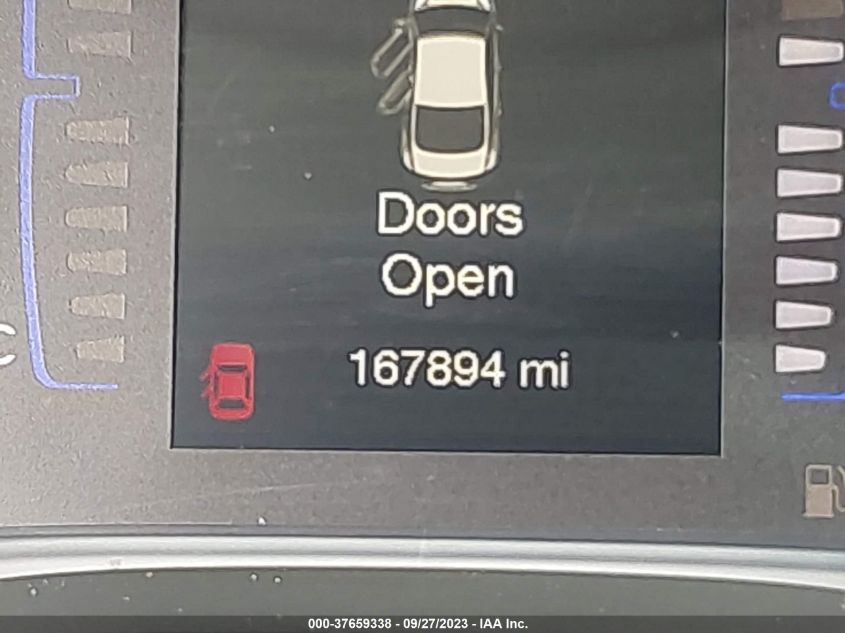 Doors
Open
167894 mi
C
000-37659338 - 09/27/2023 - IAA Inc.